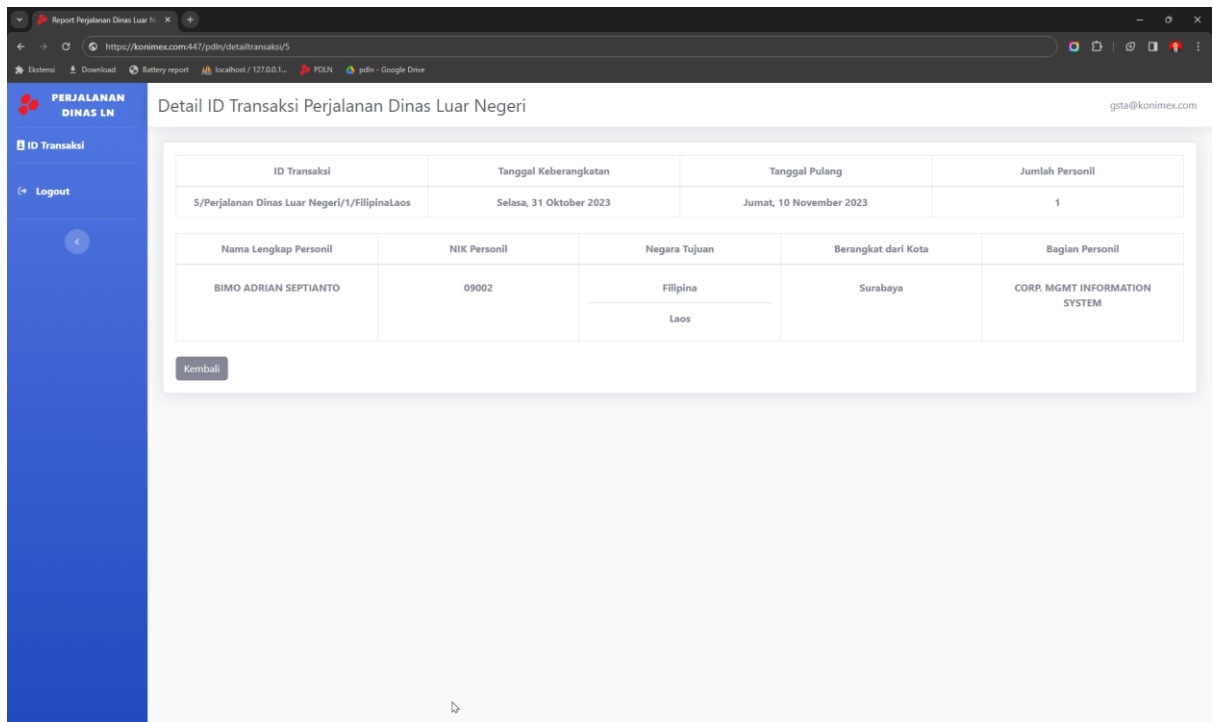 Report Perjalanan Dinas Luar Ne
https://konimex.com:447/pdln/detailtransaksi/5
Ekstensi Download Battery report localhost / 127.0.0.1... PDLN pdln - Google Drive
PERJALANAN
DINAS LN
Detail ID Transaksi Perjalanan Dinas Luar Negeri
gsta@konimex.com
ID Transaksi
Logout
ID Transaksi Tanggal Keberangkatan Tanggal Pulang Jumlah Personil
5/Perjalanan Dinas Luar Negeri/1/FilipinaLaos Selasa, 31 Oktober 2023 Jumat, 10 November 2023 1
Nama Lengkap Personil NIK Personil Negara Tujuan Berangkat dari Kota Bagian Personil
BIMO ADRIAN SEPTIANTO 09002 Filipina Surabaya CORP. MGMT INFORMATION
SYSTEM
Laos
Kembali